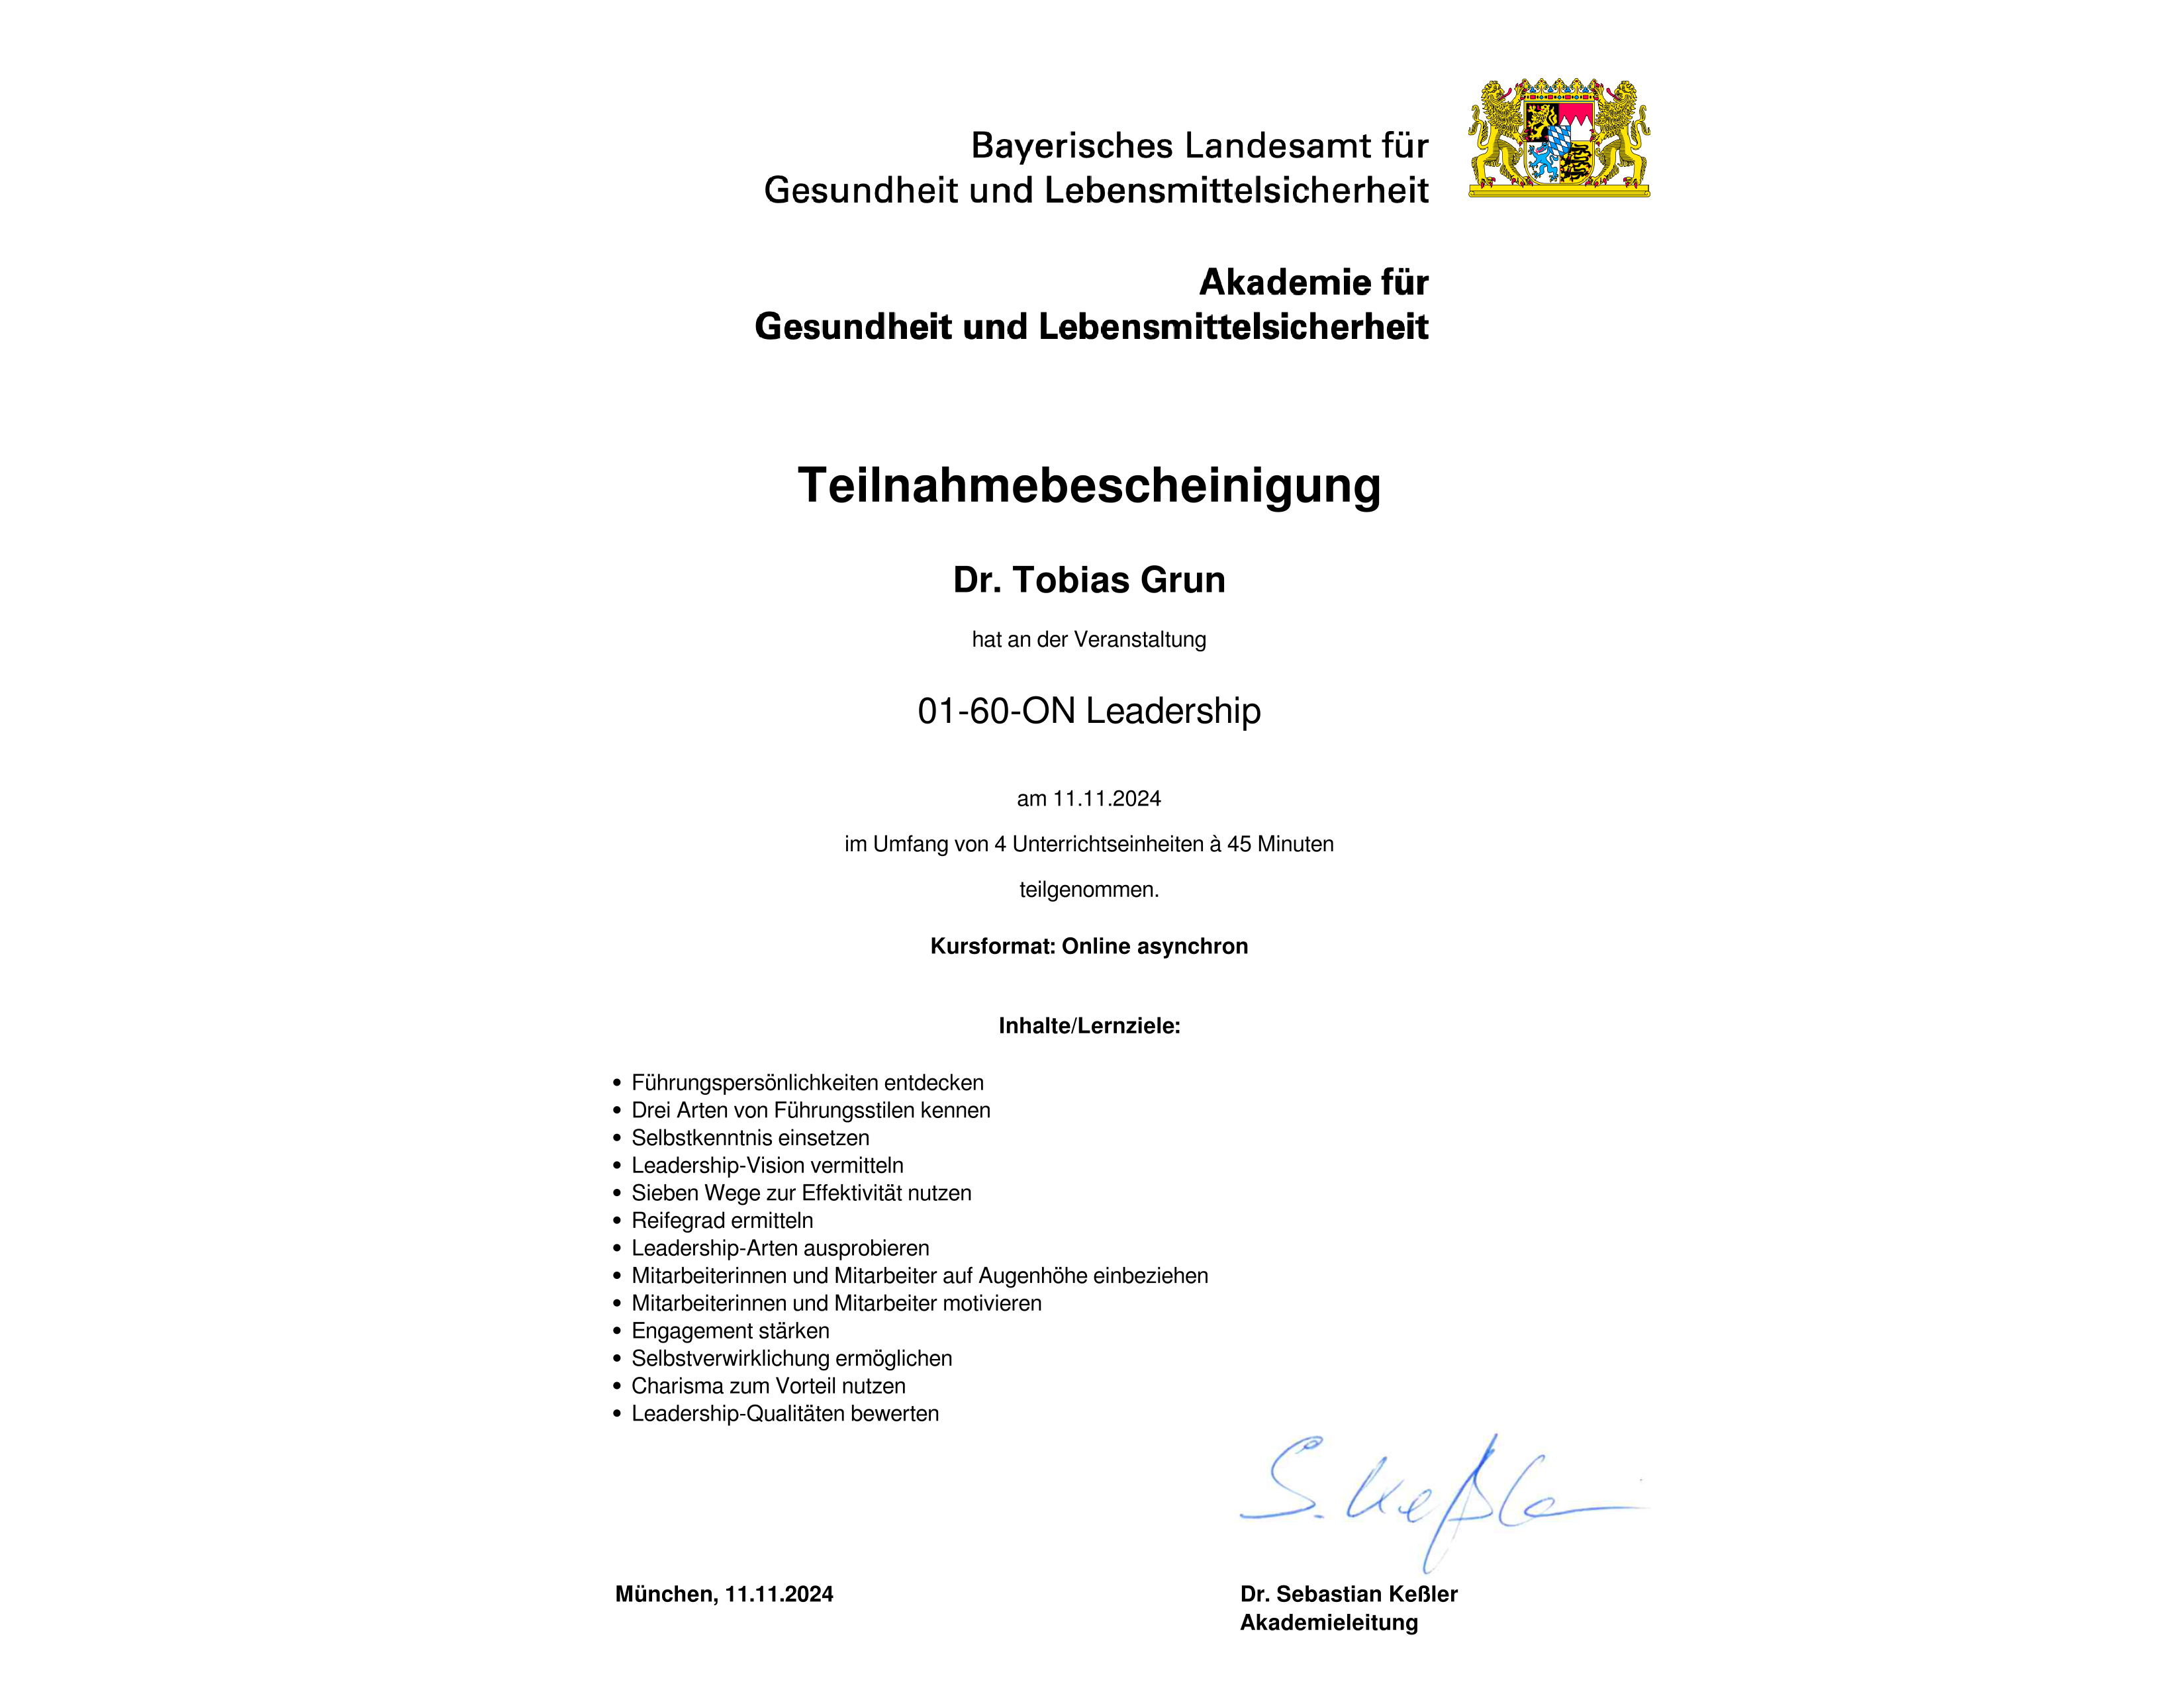 Bayerisches Landesamt für
Gesundheit und Lebensmittelsicherheit
Akademie für
Gesundheit und Lebensmittelsicherheit
Teilnahmebescheinigung
Dr. Tobias Grun
hat an der Veranstaltung
01-60-ON Leadership
am 11.11.2024
im Umfang von 4 Unterrichtseinheiten à 45 Minuten
teilgenommen.
Kursformat: Online asynchron
Inhalte/Lernziele:
• Führungspersönlichkeiten entdecken
• Drei Arten von Führungsstilen kennen
• Selbstkenntnis einsetzen
• Leadership-Vision vermitteln
• Sieben Wege zur Effektivität nutzen
• Reifegrad ermitteln
• Leadership-Arten ausprobieren
• Mitarbeiterinnen und Mitarbeiter auf Augenhöhe einbeziehen
• Mitarbeiterinnen und Mitarbeiter motivieren
• Engagement stärken
• Selbstverwirklichung ermöglichen
• Charisma zum Vorteil nutzen
• Leadership-Qualitäten bewerten
S. Keßler
München, 11.11.2024
Dr. Sebastian Keßler
Akademieleitung